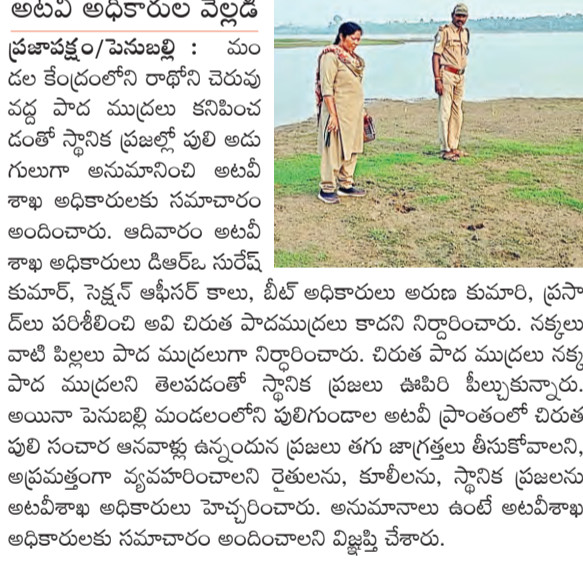 అటవీ అధికారుల వెల్లడి
ప్రజాపక్షం/పెనుబల్లి : మం
డల కేంద్రంలోని రాథోని చెరువు
వద్ద పాద ముద్రలు కనిపించ
డంతో స్థానిక ప్రజల్లో పులి అడు
గులుగా అనుమానించి అటవీ
శాఖ అధికారులకు సమాచారం
అందించారు. ఆదివారం అటవీ
శాఖ అధికారులు డిఆర్ఒ సురేష్
కుమార్, సెక్షన్ ఆఫీసర్ కాలు, బీట్ అధికారులు అరుణ కుమారి, ప్రసా
ద్‌లు పరిశీలించి అవి చిరుత పాదముద్రలు కాదని నిర్ధారించారు. నక్కలు
వాటి పిల్లలు పాద ముద్రలుగా నిర్ధారించారు. చిరుత పాద ముద్రలు నక్క
పాద ముద్రలని తెలపడంతో స్థానిక ప్రజలు ఊపిరి పీల్చుకున్నారు.
అయినా పెనుబల్లి మండలంలోని పులిగుండాల అటవీ ప్రాంతంలో చిరుత
పులి సంచార ఆనవాళ్లు ఉన్నందున ప్రజలు తగు జాగ్రత్తలు తీసుకోవాలని,
అప్రమత్తంగా వ్యవహరించాలని రైతులను, కూలీలను, స్థానిక ప్రజలను
అటవీశాఖ అధికారులు హెచ్చరించారు. అనుమానాలు ఉంటే అటవీశాఖ
అధికారులకు సమాచారం అందించాలని విజ్ఞప్తి చేశారు.